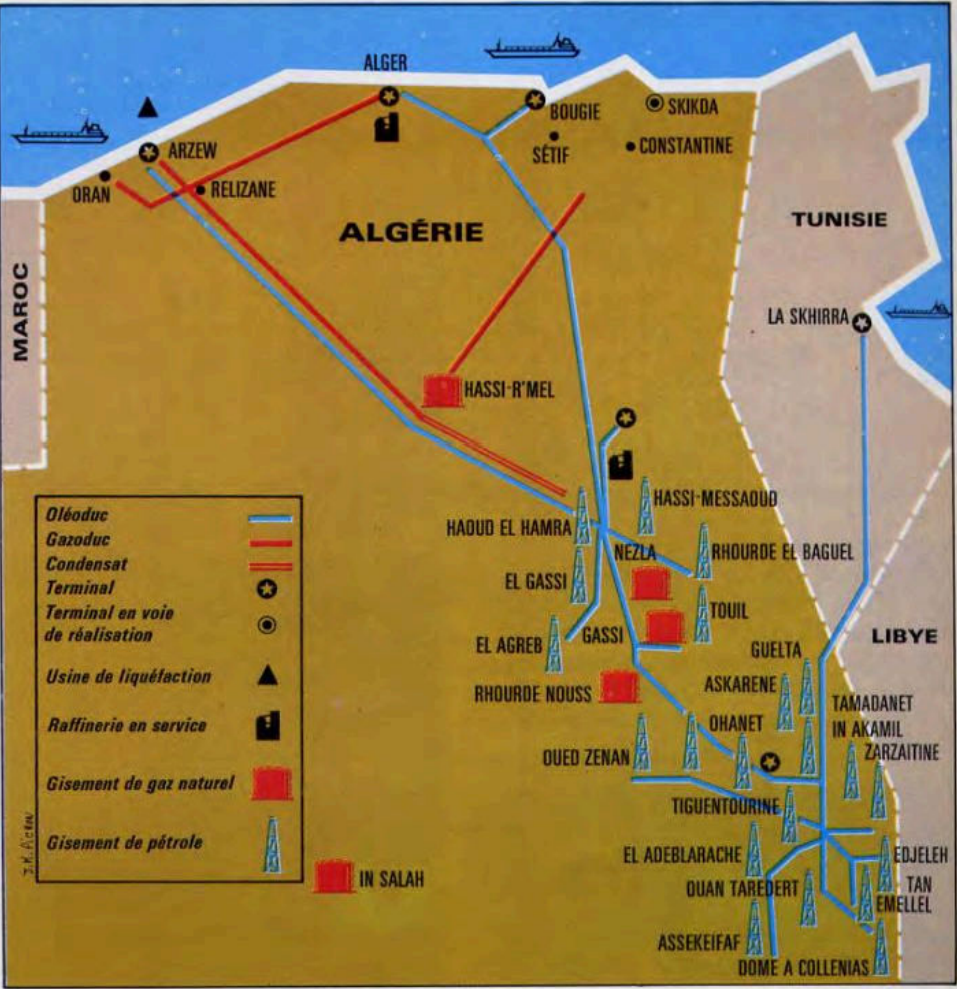 ALGER
BOUGIE
SKIKDA
SÉTIF
CONSTANTINE
ARZEW
ORAN
RELIZANE
ALGÉRIE
TUNISIE
MAROC
LA SKHIRRA
HASSI-R'MEL
HASSI-MESSAOUD
HAOUD EL HAMRA
NEZLA
RHOURDE EL BAGUEL
EL GASSI
TOUIL
EL AGREB
GASSI
LIBYE
GUELTA
RHOURDE NOUSS
ASKARENE
TAMADANET
OHANET
IN AKAMIL
OUED ZENAN
ZARZAITINE
TIGUENTOURINE
EL ADEBLARACHE
EDJELEH
OUAN TAREDERT
TAN
EMELLEL
ASSEKEIFAF
DOME A COLLENIAS
IN SALAH
Oléoduc
Gazoduc
Condensat
Terminal
Terminal en voie
de réalisation
Usine de liquéfaction
Raffinerie en service
Gisement de gaz naturel
Gisement de pétrole